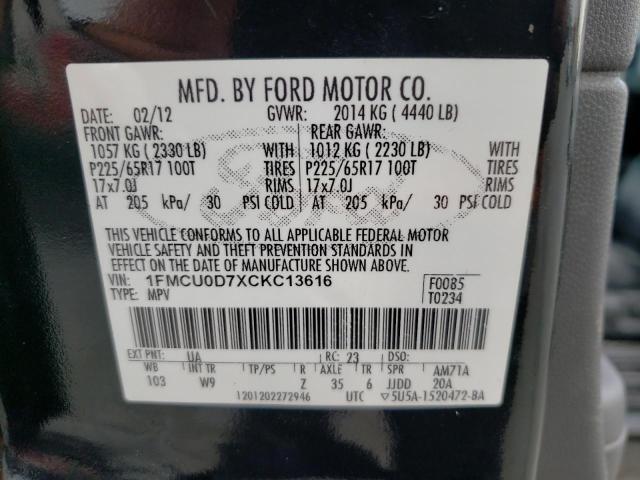 MFD. BY FORD MOTOR CO.
DATE: 02/12 GVWR: 2014 KG ( 4440 LB)
FRONT GAWR: REAR GAWR:
1057 KG ( 2330 LB) WITH 1012 KG ( 2230 LB) WITH
P225/65R17 100T TIRES P225/65R17 100T TIRES
17x7.0J RIMS 17x7.0J RIMS
AT 205 kPa/ 30 PSI COLD AT 205 kPa/ 30 PSI COLD
THIS VEHICLE CONFORMS TO ALL APPLICABLE FEDERAL MOTOR
VEHICLE SAFETY AND THEFT PREVENTION STANDARDS IN
EFFECT ON THE DATE OF MANUFACTURE SHOWN ABOVE.
VIN: 1FMCU0D7XCKC13616 F0085
TYPE: MPV T0234
EXT PNT: UA RC: 23 DSO:
WB INT TR TP/PS R AXLE TR SPR AM71A
103 W9 Z 35 6 JJDD 20A
1201202272946 UTC ▽5U5A-1520472-BA